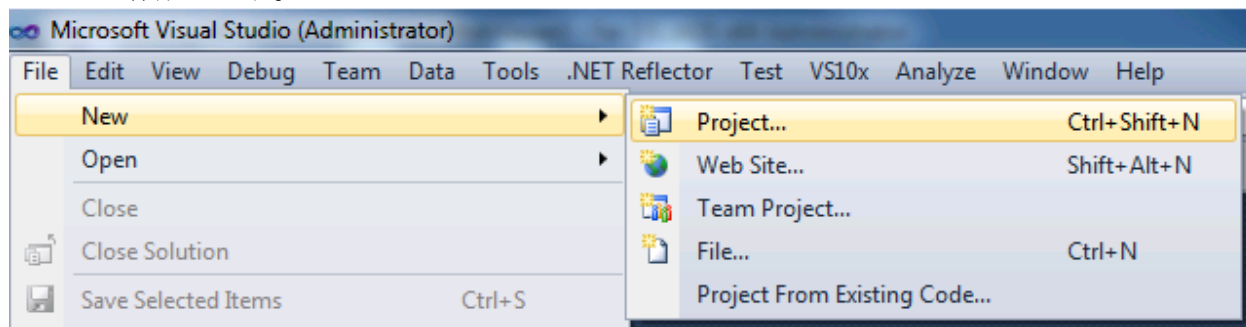 Microsoft Visual Studio (Administrator)
File Edit View Debug Team Data Tools .NET Reflector Test VS10x Analyze Window Help
New
Project... Ctrl+Shift+N
Open
Web Site... Shift+Alt+N
Close
Team Project...
Close Solution
File... Ctrl+N
Save Selected Items Ctrl+S
Project From Existing Code...